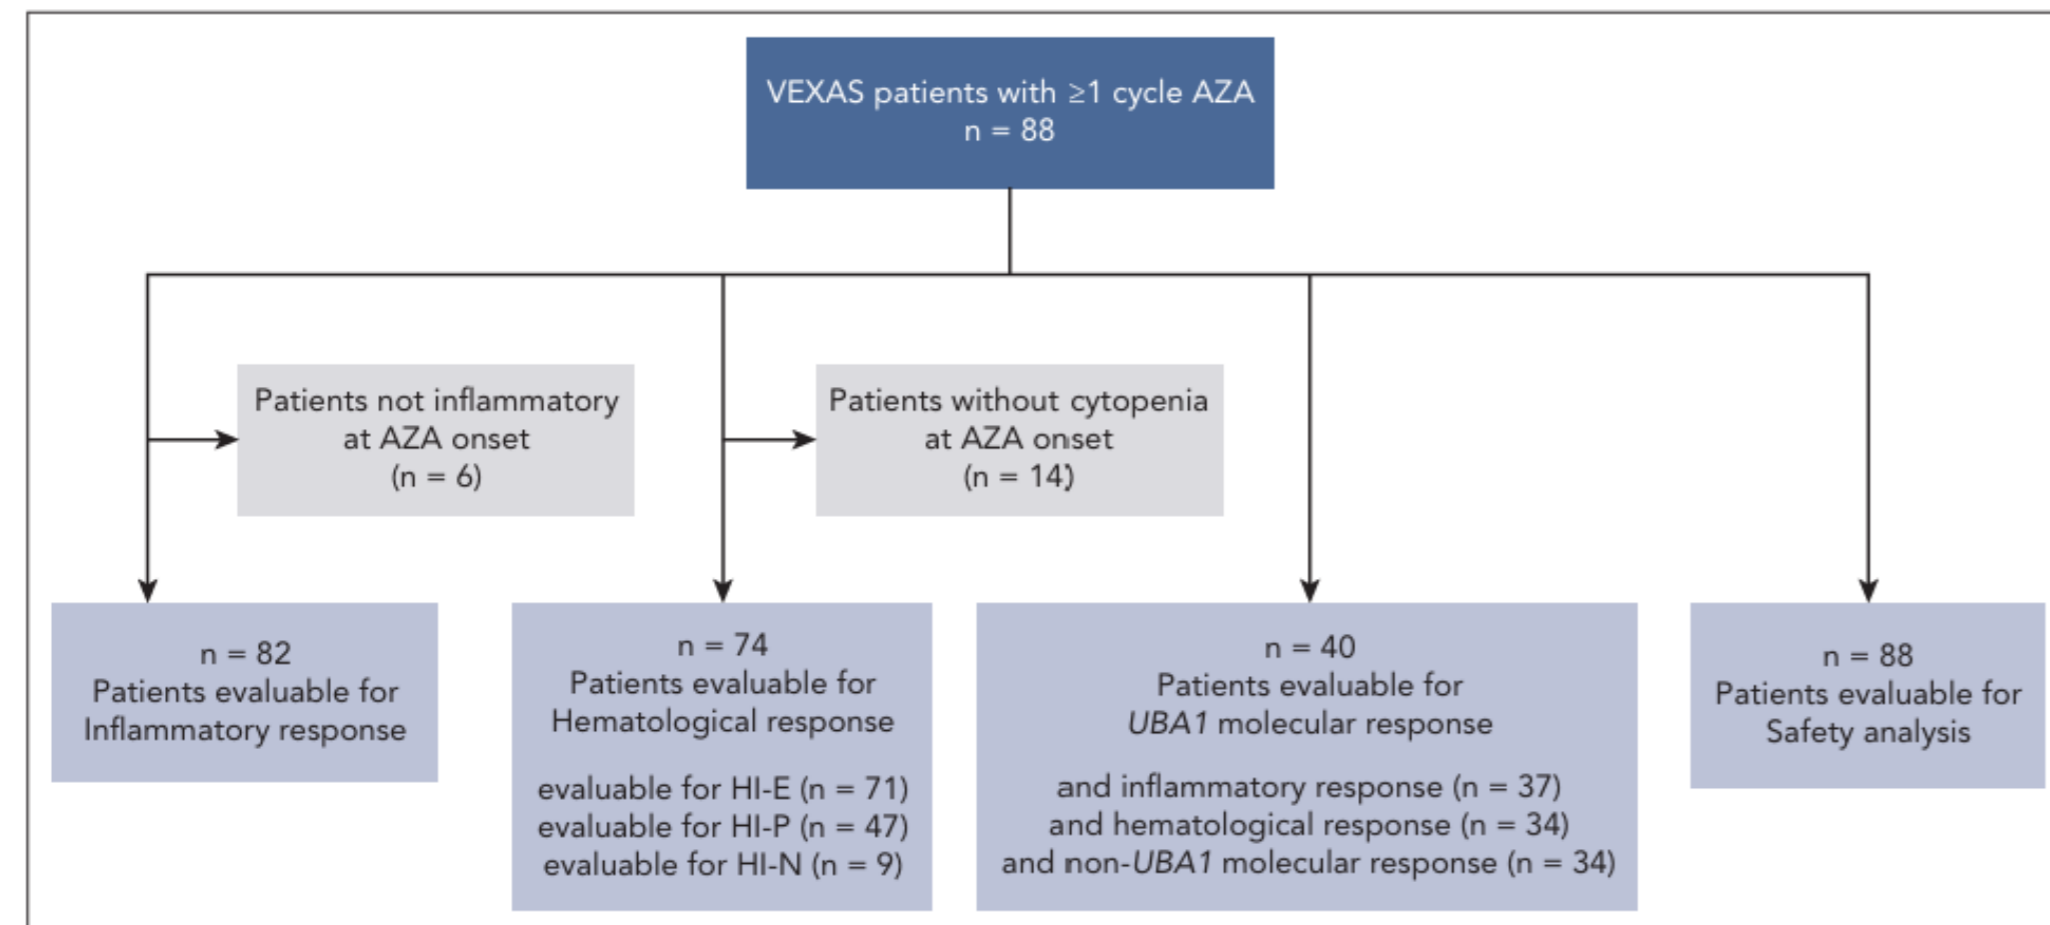 VEXAS patients with ≥1 cycle AZA
n = 88
Patients not inflammatory
at AZA onset
(n = 6)
Patients without cytopenia
at AZA onset
(n = 14)
n = 82
Patients evaluable for
Inflammatory response
n = 74
Patients evaluable for
Hematological response
evaluable for HI-E (n = 71)
evaluable for HI-P (n = 47)
evaluable for HI-N (n = 9)
n = 40
Patients evaluable for
UBA1 molecular response
and inflammatory response (n = 37)
and hematological response (n = 34)
and non-UBA1 molecular response (n = 34)
n = 88
Patients evaluable for
Safety analysis